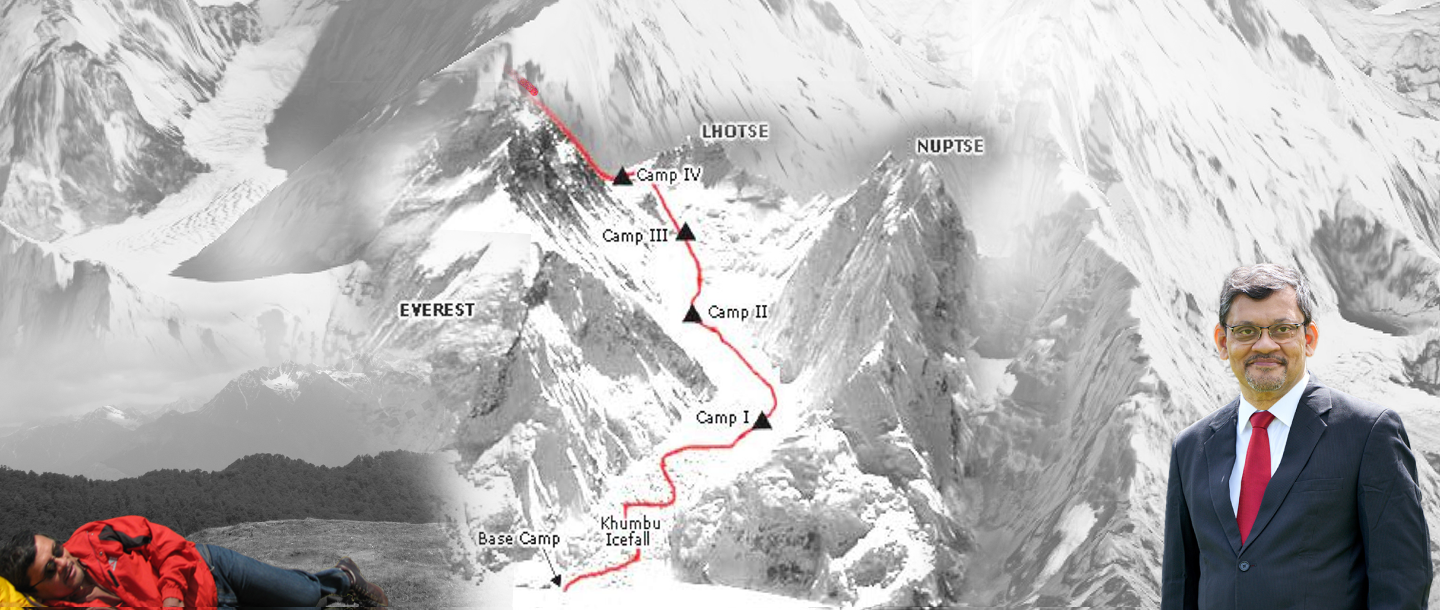 LHOTSE
NUPTSE
Camp IV
Camp III
Camp II
EVEREST
Camp I
Khumbu
Icefall
Base Camp